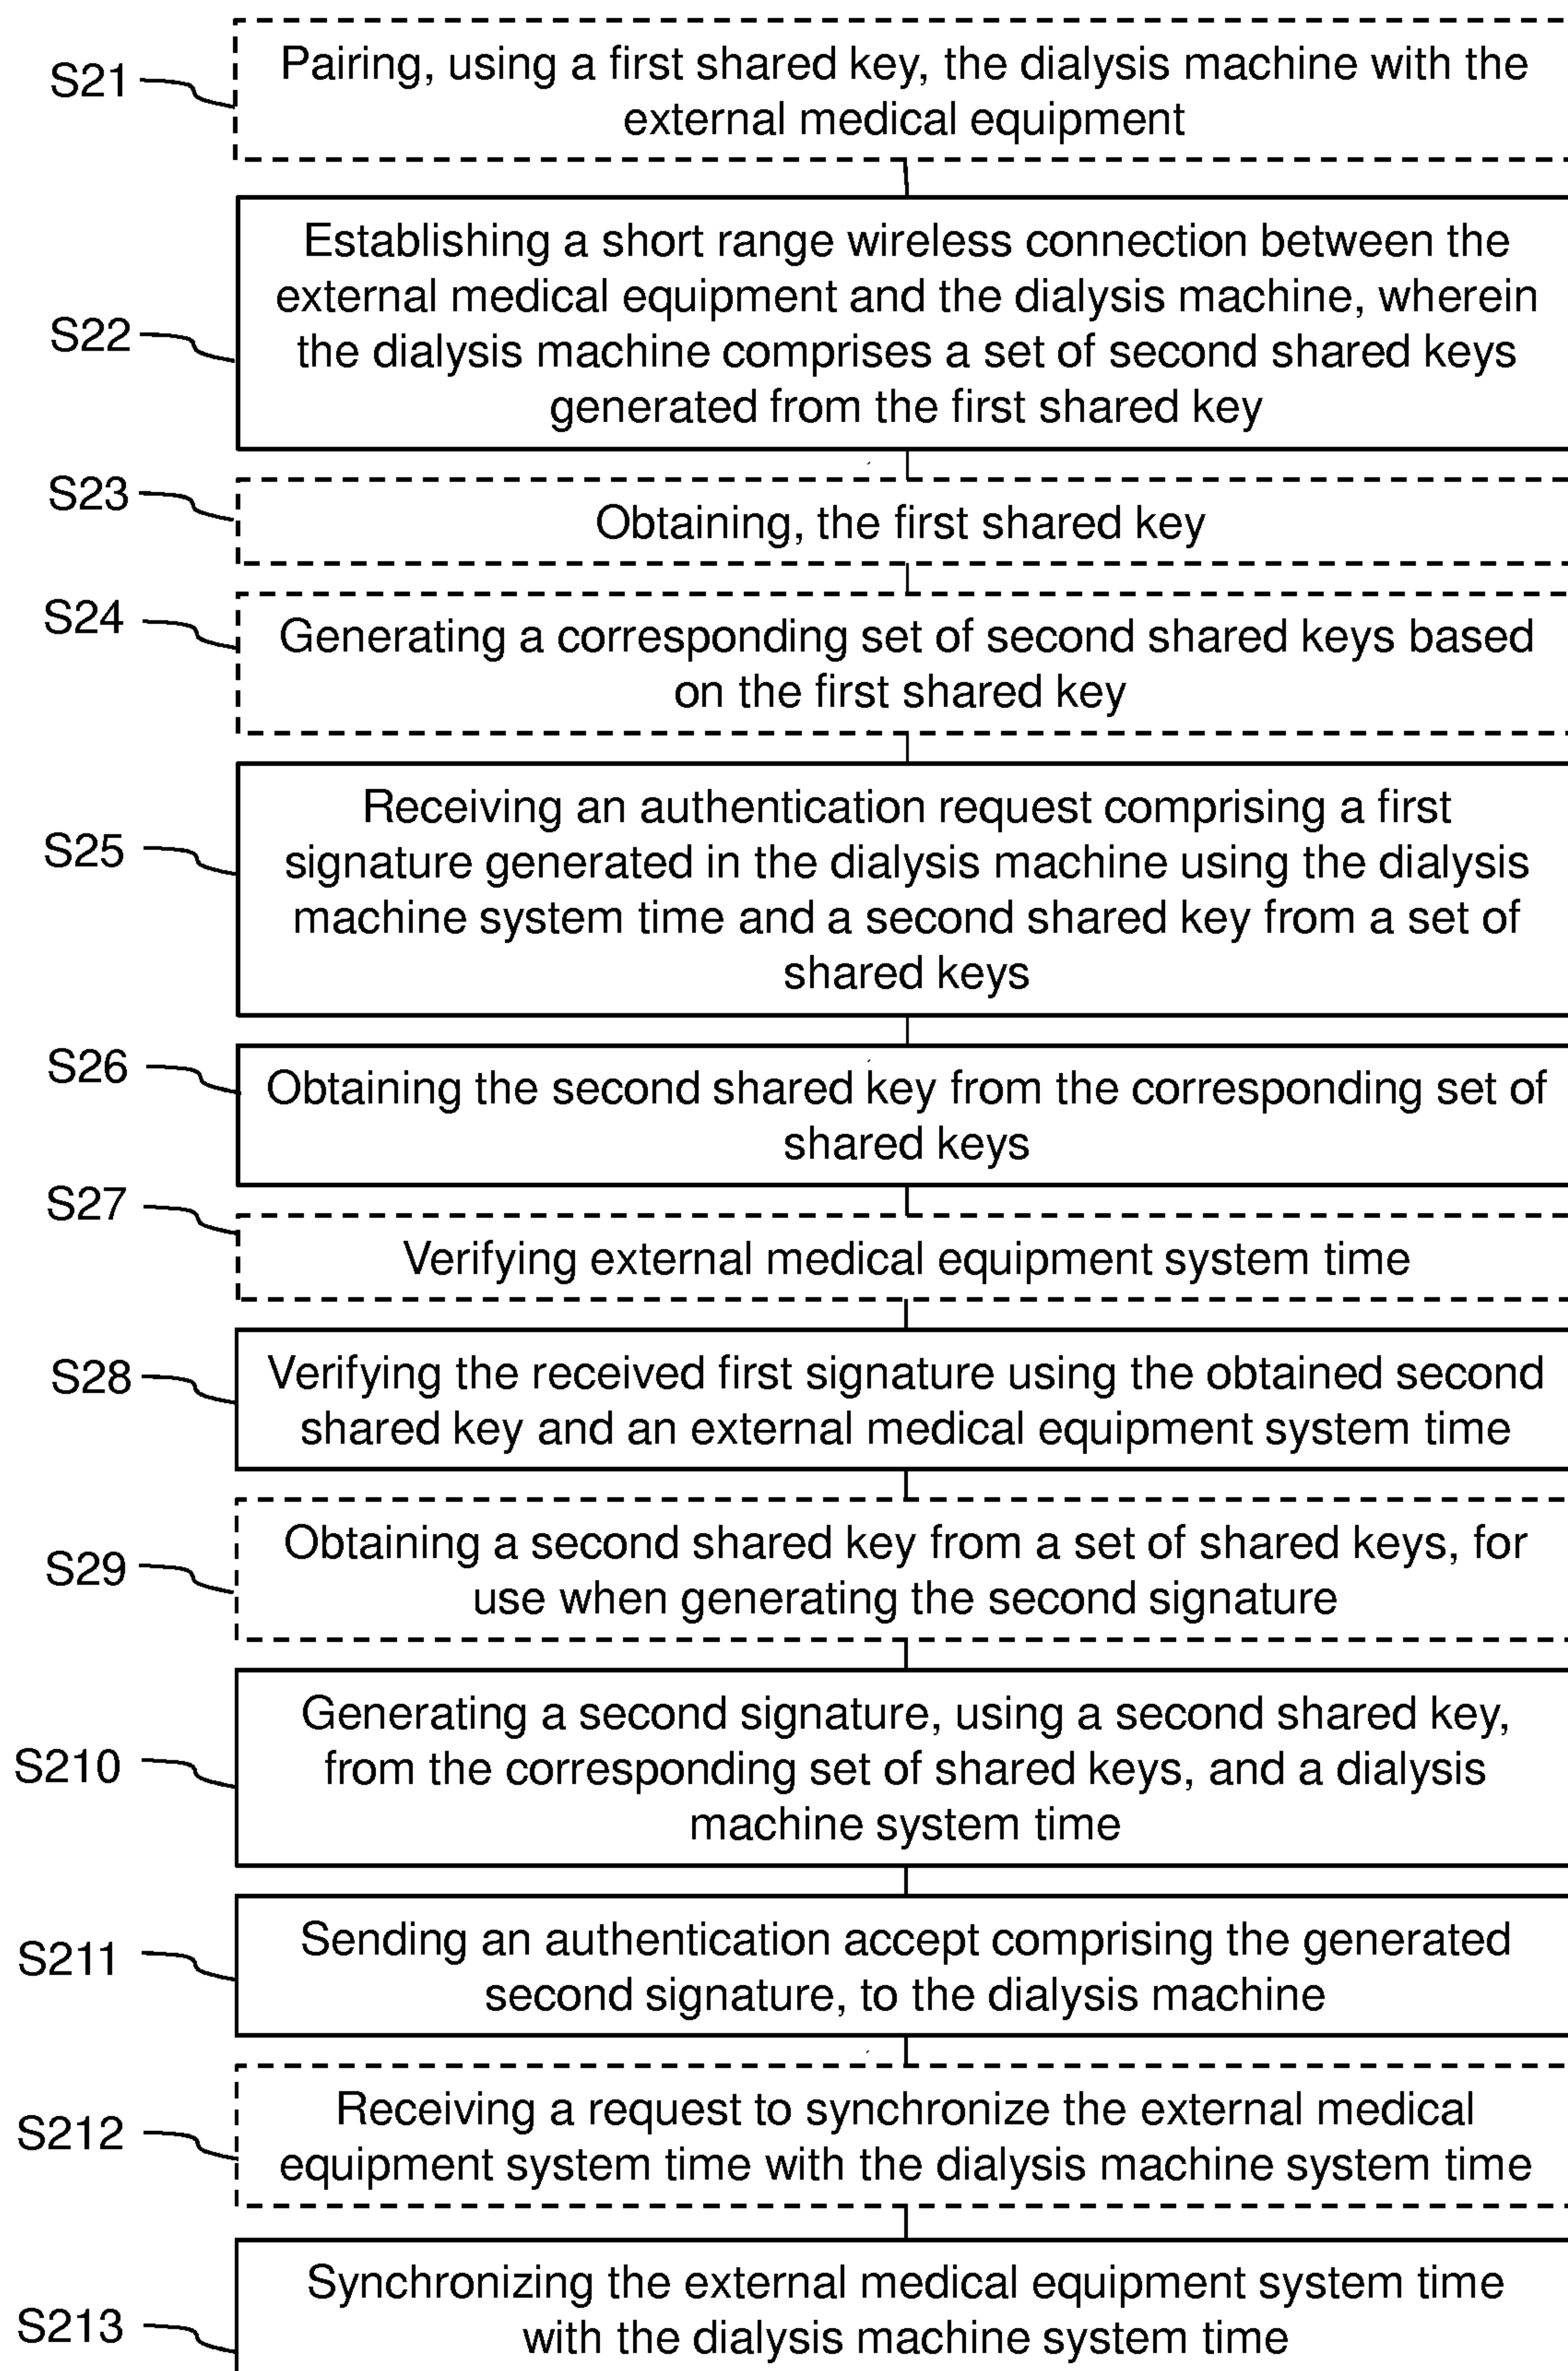 S21
Pairing, using a first shared key, the dialysis machine with the
external medical equipment
S22
Establishing a short range wireless connection between the
external medical equipment and the dialysis machine, wherein
the dialysis machine comprises a set of second shared keys
generated from the first shared key
S23
Obtaining, the first shared key
S24
Generating a corresponding set of second shared keys based
on the first shared key
S25
Receiving an authentication request comprising a first
signature generated in the dialysis machine using the dialysis
machine system time and a second shared key from a set of
shared keys
S26
Obtaining the second shared key from the corresponding set of
shared keys
S27
Verifying external medical equipment system time
S28
Verifying the received first signature using the obtained second
shared key and an external medical equipment system time
S29
Obtaining a second shared key from a set of shared keys, for
use when generating the second signature
S210
Generating a second signature, using a second shared key,
from the corresponding set of shared keys, and a dialysis
machine system time
S211
Sending an authentication accept comprising the generated
second signature, to the dialysis machine
S212
Receiving a request to synchronize the external medical
equipment system time with the dialysis machine system time
S213
Synchronizing the external medical equipment system time
with the dialysis machine system time